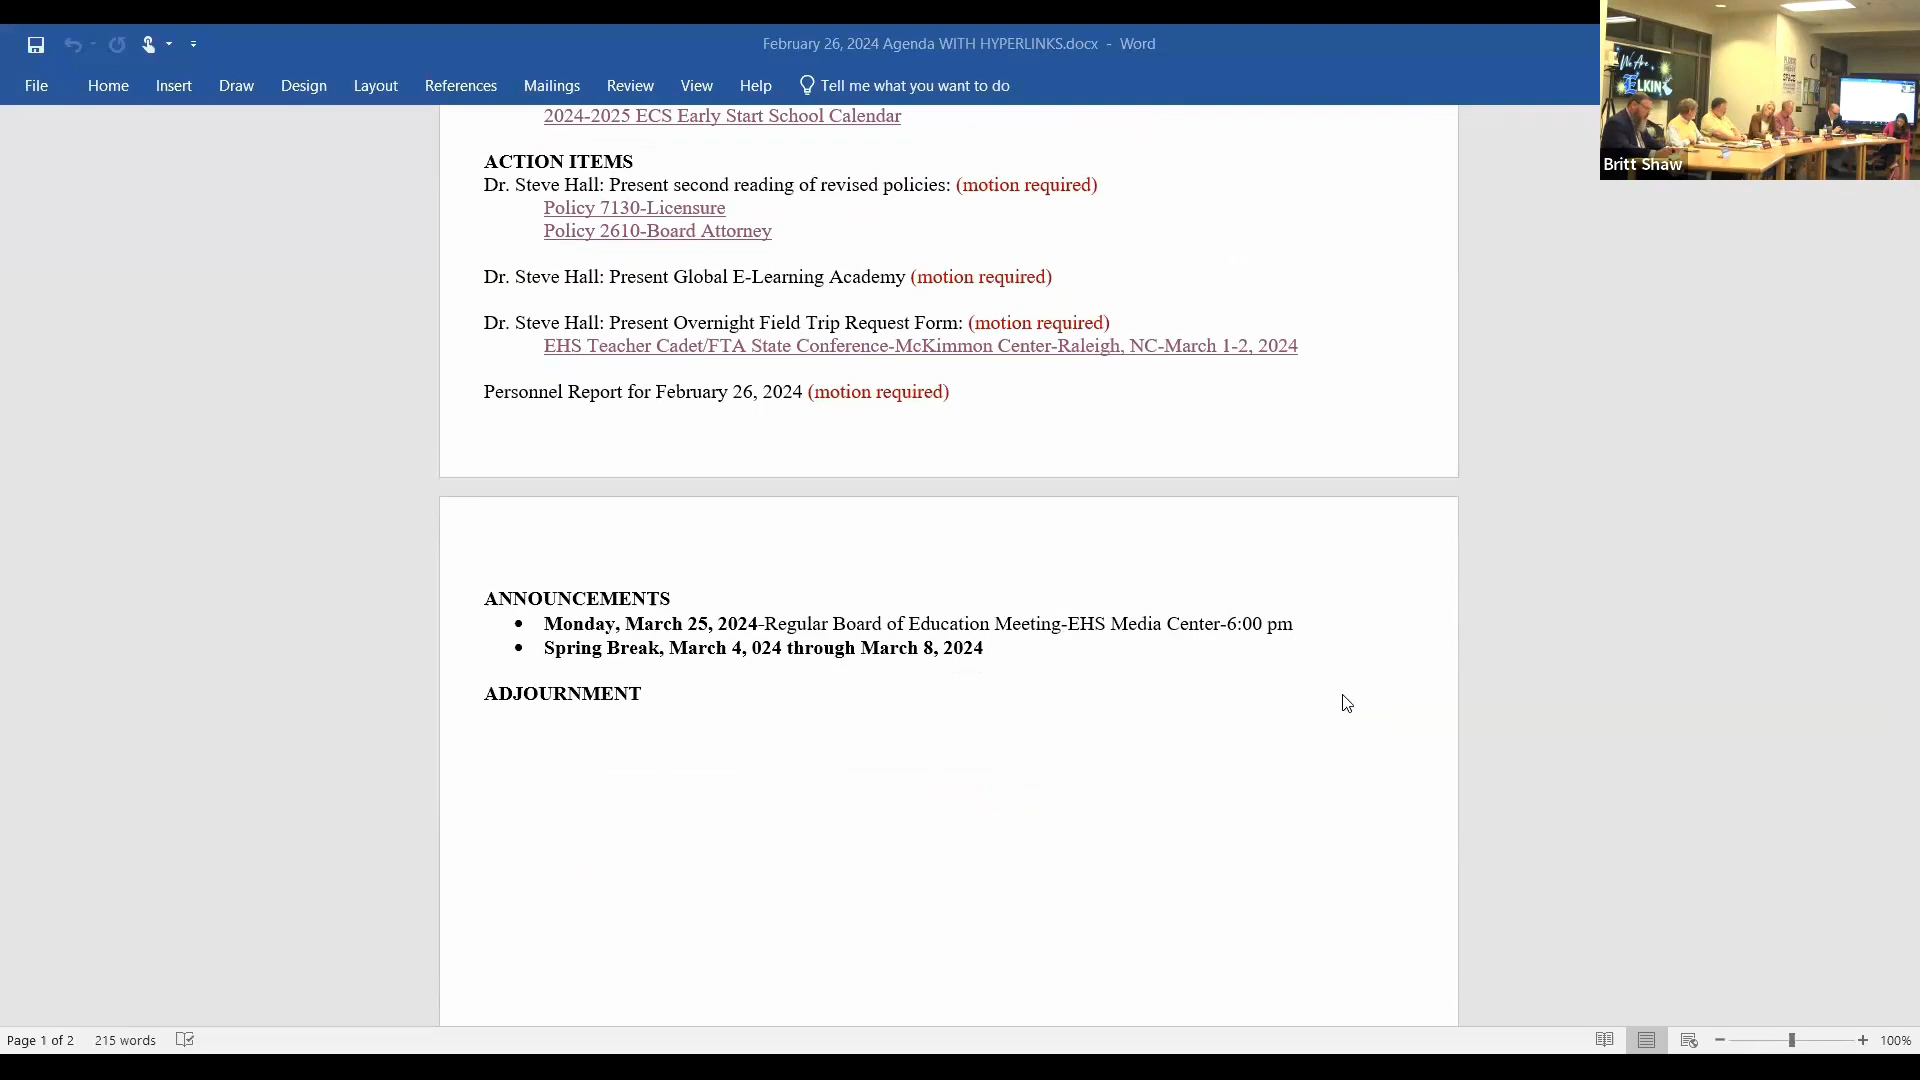 February 26, 2024 Agenda WITH HYPERLINKS.docx - Word
File Home Insert Draw Design Layout References Mailings Review View Help Tell me what you want to do
We Are
ELKIN
Britt Shaw
2024-2025 ECS Early Start School Calendar
ACTION ITEMS
Dr. Steve Hall: Present second reading of revised policies: (motion required)
Policy 7130-Licensure
Policy 2610-Board Attorney
Dr. Steve Hall: Present Global E-Learning Academy (motion required)
Dr. Steve Hall: Present Overnight Field Trip Request Form: (motion required)
EHS Teacher Cadet/FTA State Conference-McKimmon Center-Raleigh, NC-March 1-2, 2024
Personnel Report for February 26, 2024 (motion required)
ANNOUNCEMENTS
• Monday, March 25, 2024-Regular Board of Education Meeting-EHS Media Center-6:00 pm
• Spring Break, March 4, 024 through March 8, 2024
ADJOURNMENT
Page 1 of 2 215 words 100%